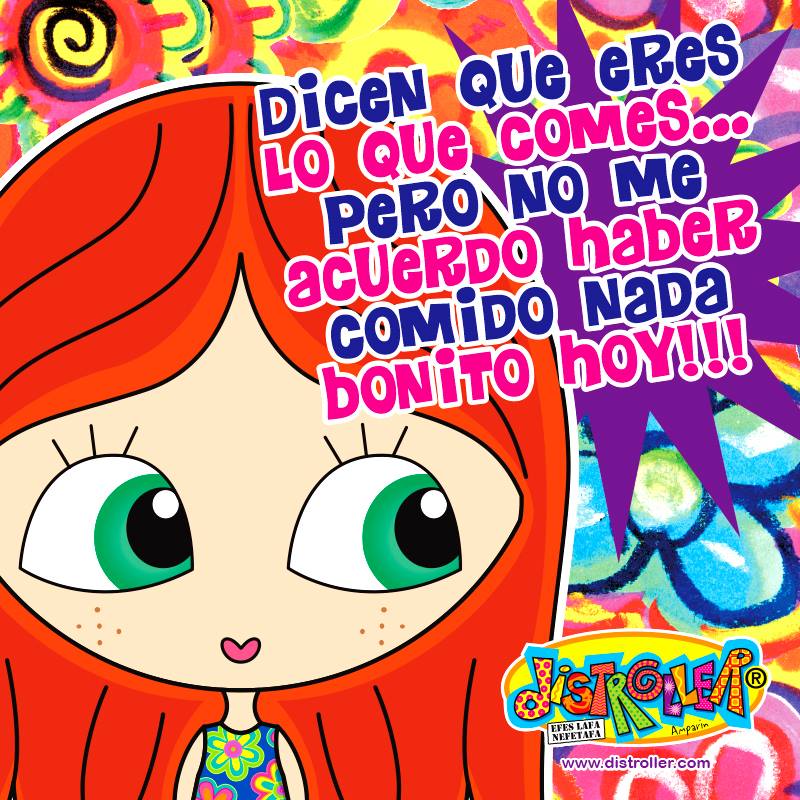 Dicen que eres
lo que comes...
pero no me
acuerdo haber
comido nada
bonito hoy!!!
distroller®
EFES LAFA
NEFETAFA
Amparin
www.distroller.com